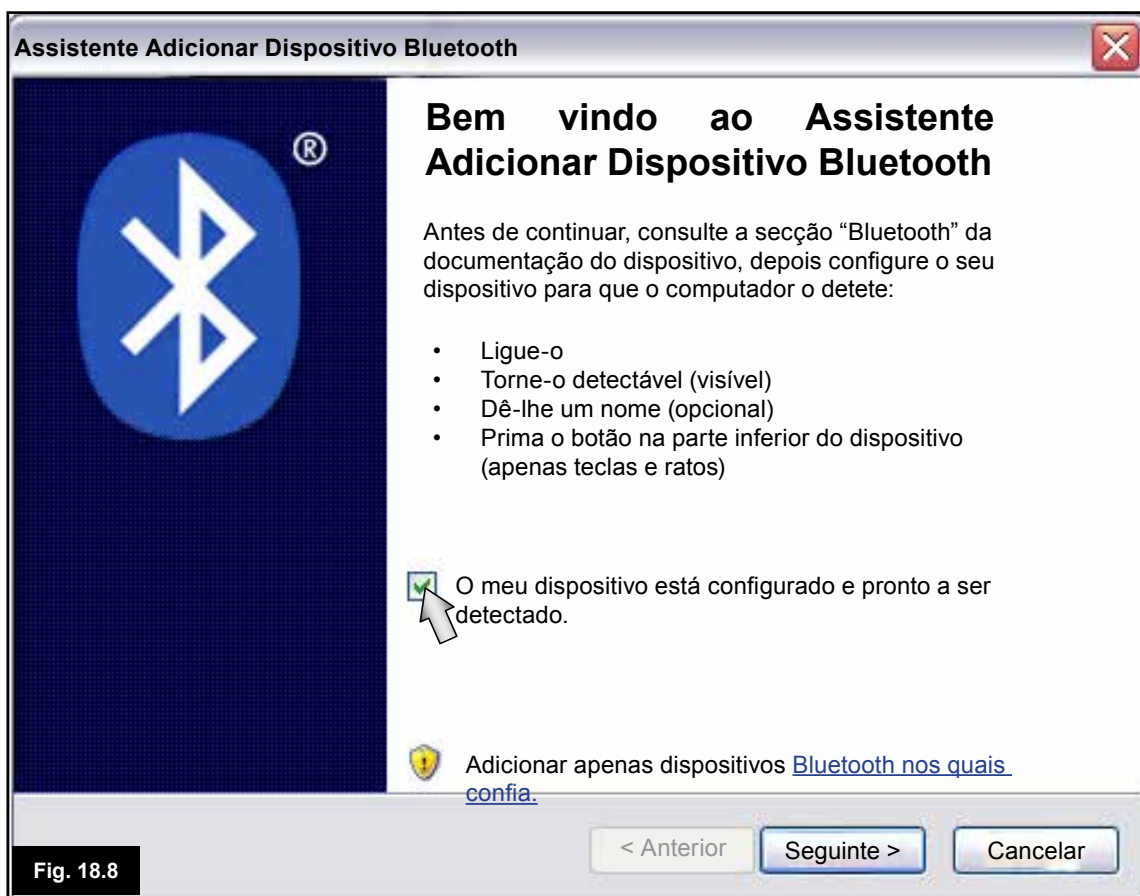 Assistente Adicionar Dispositivo Bluetooth
®
Bem vindo ao Assistente
Adicionar Dispositivo Bluetooth
Antes de continuar, consulte a secção “Bluetooth” da
documentação do dispositivo, depois configure o seu
dispositivo para que o computador o detete:
• Ligue-o
• Torne-o detectável (visível)
• Dê-lhe um nome (opcional)
• Prima o botão na parte inferior do dispositivo
(apenas teclas e ratos)
O meu dispositivo está configurado e pronto a ser
detectado.
Adicionar apenas dispositivos Bluetooth nos quais
confia.
< Anterior
Seguinte >
Cancelar
Fig. 18.8